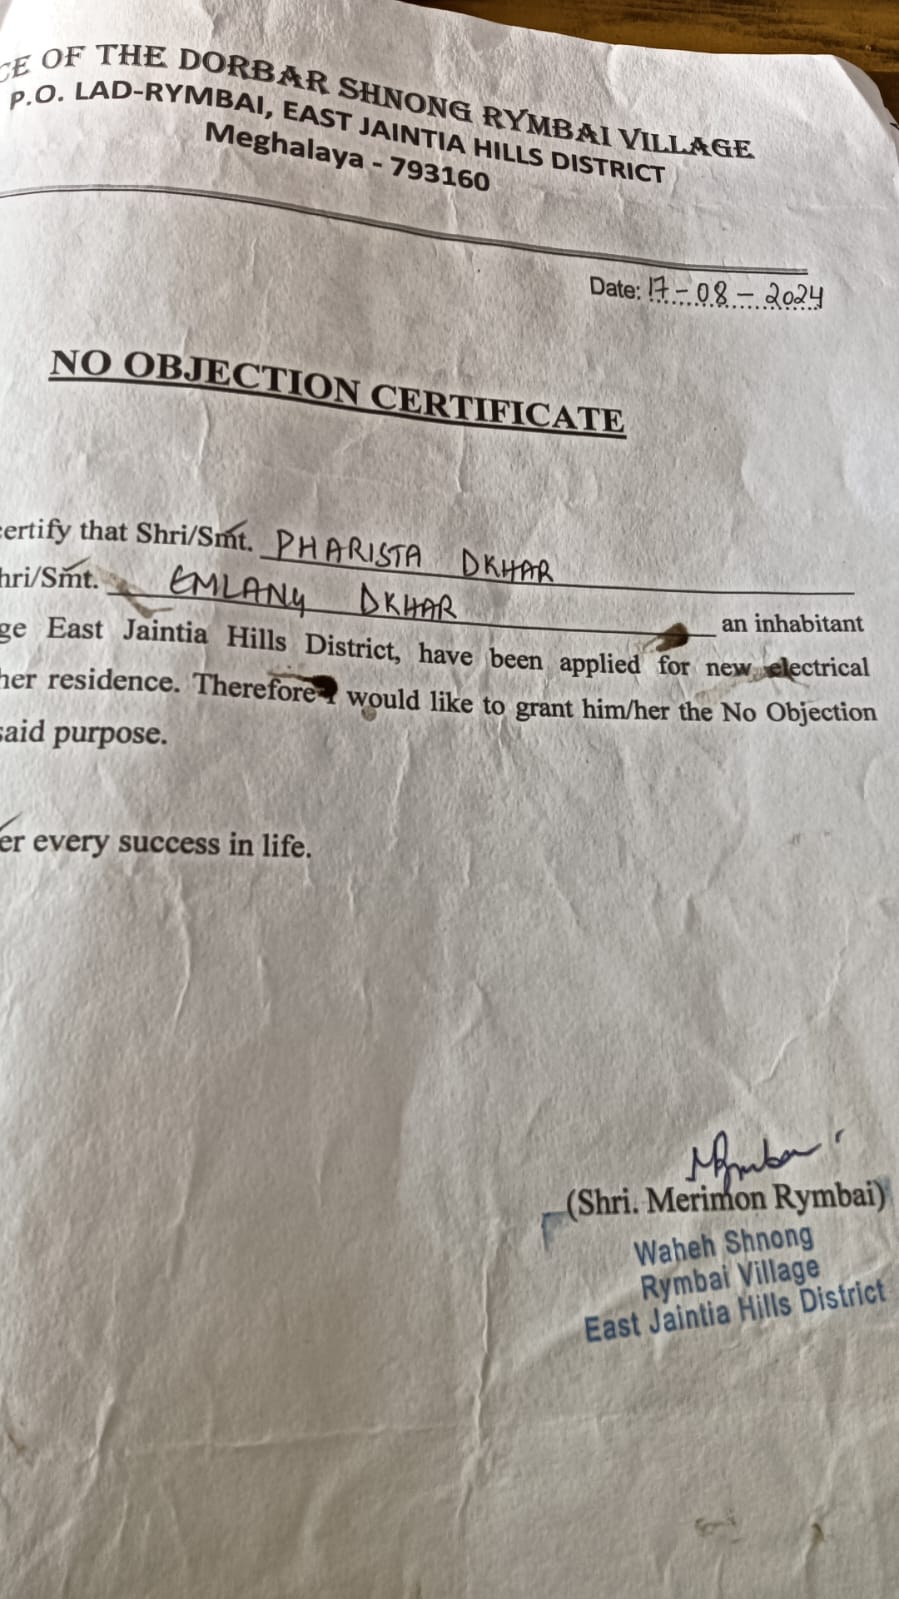 CE OF THE DORBAR SHNONG RYMBAI VILLAGE
P.O. LAD-RYMBAI, EAST JAINTIA HILLS DISTRICT
Meghalaya - 793160
Date: 17-08-2024
NO OBJECTION CERTIFICATE
certify that Shri/Smt. PHARISTA DKHAR
hri/Smt. EMLANY DKHAR an inhabitant
ge East Jaintia Hills District, have been applied for new electrical
her residence. Therefore I would like to grant him/her the No Objection
said purpose.
er every success in life.
MRymbai
(Shri. Merimon Rymbai)
Waheh Shnong
Rymbai Village
East Jaintia Hills District